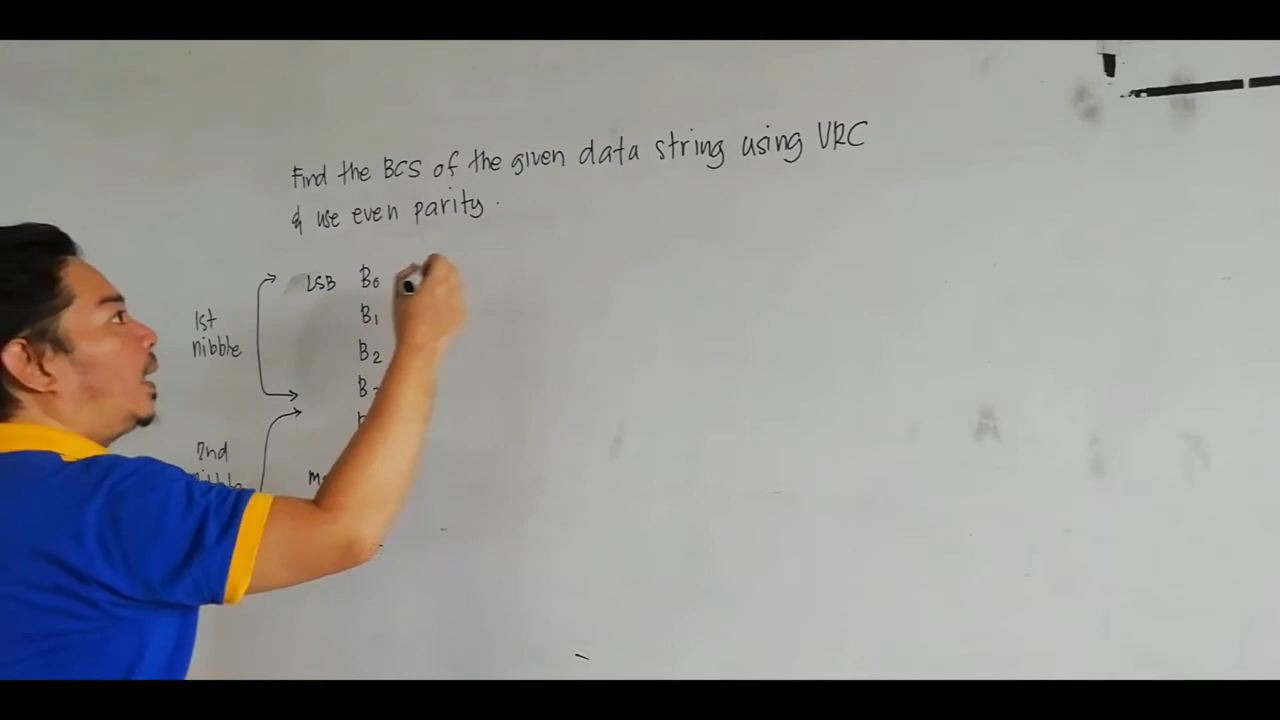 Find the BCS of the given data string using VRC
& use even parity.
LSB B0
1st nibble B1
B2
B
2nd